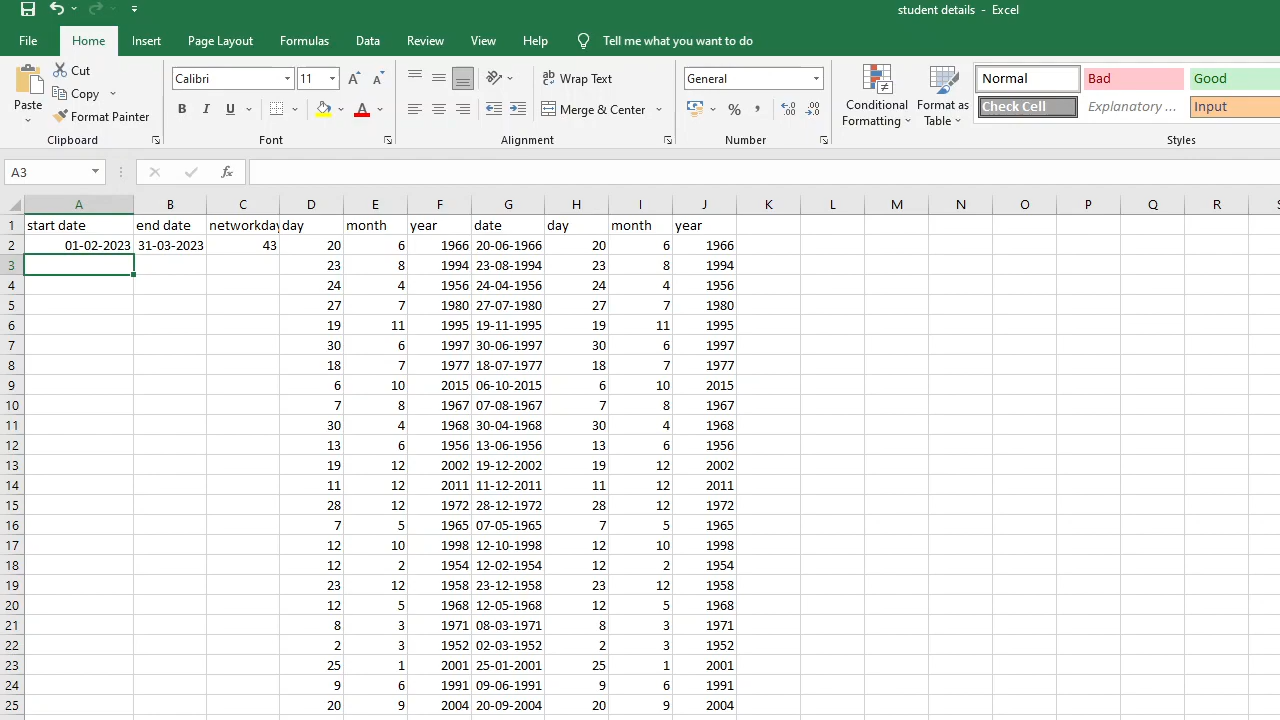 student details - Excel
File Home Insert Page Layout Formulas Data Review View Help Tell me what you want to do
Cut Calibri 11 Wrap Text General Normal Bad Good
Paste Copy Conditional Format as Check Cell Explanatory ... Input
Format Painter B I U A Merge & Center % , Formatting Table
Clipboard Font Alignment Number Styles
A3 fx
A B C D E F G H I J K L M N O P Q R
1 start date end date networkday day month year date day month year
2 01-02-2023 31-03-2023 43 20 6 1966 20-06-1966 20 6 1966
3 23 8 1994 23-08-1994 23 8 1994
4 24 4 1956 24-04-1956 24 4 1956
5 27 7 1980 27-07-1980 27 7 1980
6 19 11 1995 19-11-1995 19 11 1995
7 30 6 1997 30-06-1997 30 6 1997
8 18 7 1977 18-07-1977 18 7 1977
9 6 10 2015 06-10-2015 6 10 2015
10 7 8 1967 07-08-1967 7 8 1967
11 30 4 1968 30-04-1968 30 4 1968
12 13 6 1956 13-06-1956 13 6 1956
13 19 12 2002 19-12-2002 19 12 2002
14 11 12 2011 11-12-2011 11 12 2011
15 28 12 1972 28-12-1972 28 12 1972
16 7 5 1965 07-05-1965 7 5 1965
17 12 10 1998 12-10-1998 12 10 1998
18 12 2 1954 12-02-1954 12 2 1954
19 23 12 1958 23-12-1958 23 12 1958
20 12 5 1968 12-05-1968 12 5 1968
21 8 3 1971 08-03-1971 8 3 1971
22 2 3 1952 02-03-1952 2 3 1952
23 25 1 2001 25-01-2001 25 1 2001
24 9 6 1991 09-06-1991 9 6 1991
25 20 9 2004 20-09-2004 20 9 2004